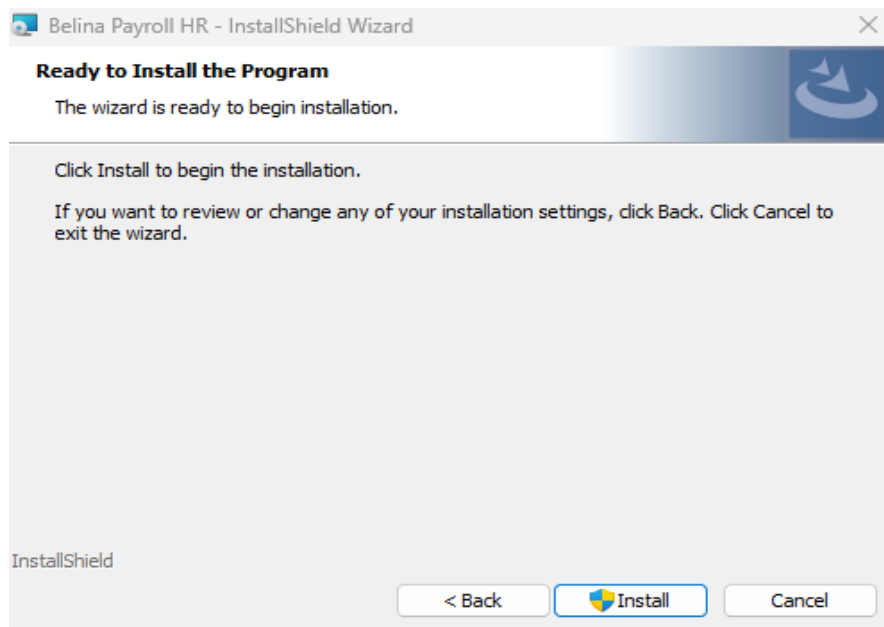 Belina Payroll HR - InstallShield Wizard
Ready to Install the Program
The wizard is ready to begin installation.
Click Install to begin the installation.
If you want to review or change any of your installation settings, click Back. Click Cancel to
exit the wizard.
InstallShield
< Back
Install
Cancel